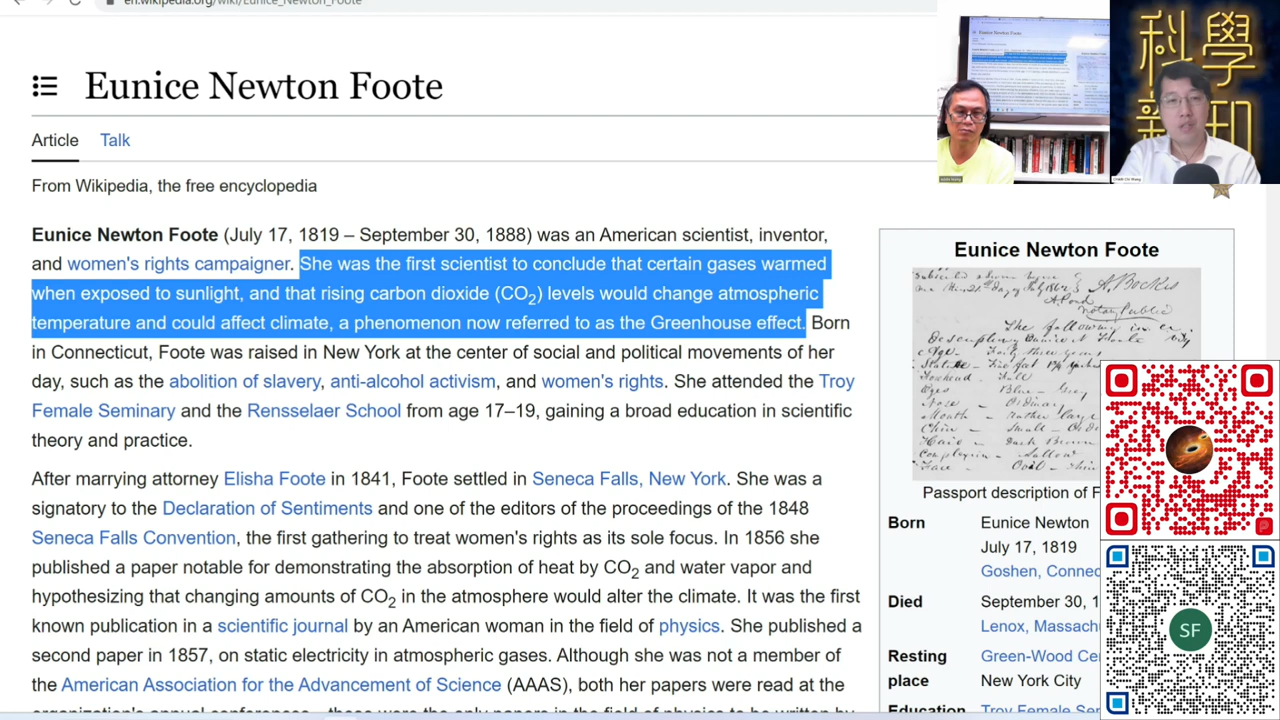 en.wikipedia.org/wiki/Eunice_Newton_Foote
Eunice Newton Foote
Article
Talk
From Wikipedia, the free encyclopedia
Eunice Newton Foote (July 17, 1819 – September 30, 1888) was an American scientist, inventor,
and women's rights campaigner. She was the first scientist to conclude that certain gases warmed
when exposed to sunlight, and that rising carbon dioxide (CO2) levels would change atmospheric
temperature and could affect climate, a phenomenon now referred to as the Greenhouse effect. Born
in Connecticut, Foote was raised in New York at the center of social and political movements of her
day, such as the abolition of slavery, anti-alcohol activism, and women's rights. She attended the Troy
Female Seminary and the Rensselaer School from age 17–19, gaining a broad education in scientific
theory and practice.
After marrying attorney Elisha Foote in 1841, Foote settled in Seneca Falls, New York. She was a
signatory to the Declaration of Sentiments and one of the editors of the proceedings of the 1848
Seneca Falls Convention, the first gathering to treat women's rights as its sole focus. In 1856 she
published a paper notable for demonstrating the absorption of heat by CO2 and water vapor and
hypothesizing that changing amounts of CO2 in the atmosphere would alter the climate. It was the first
known publication in a scientific journal by an American woman in the field of physics. She published a
second paper in 1857, on static electricity in atmospheric gases. Although she was not a member of
the American Association for the Advancement of Science (AAAS), both her papers were read at the
科學
新知
Eunice Newton Foote
Notary Public
Passport description of F
Born
Eunice Newton
July 17, 1819
Goshen, Connec
Died
September 30, 1
Lenox, Massach
Resting
place
Green-Wood Ce
New York City
Education
Troy Female Se
SF